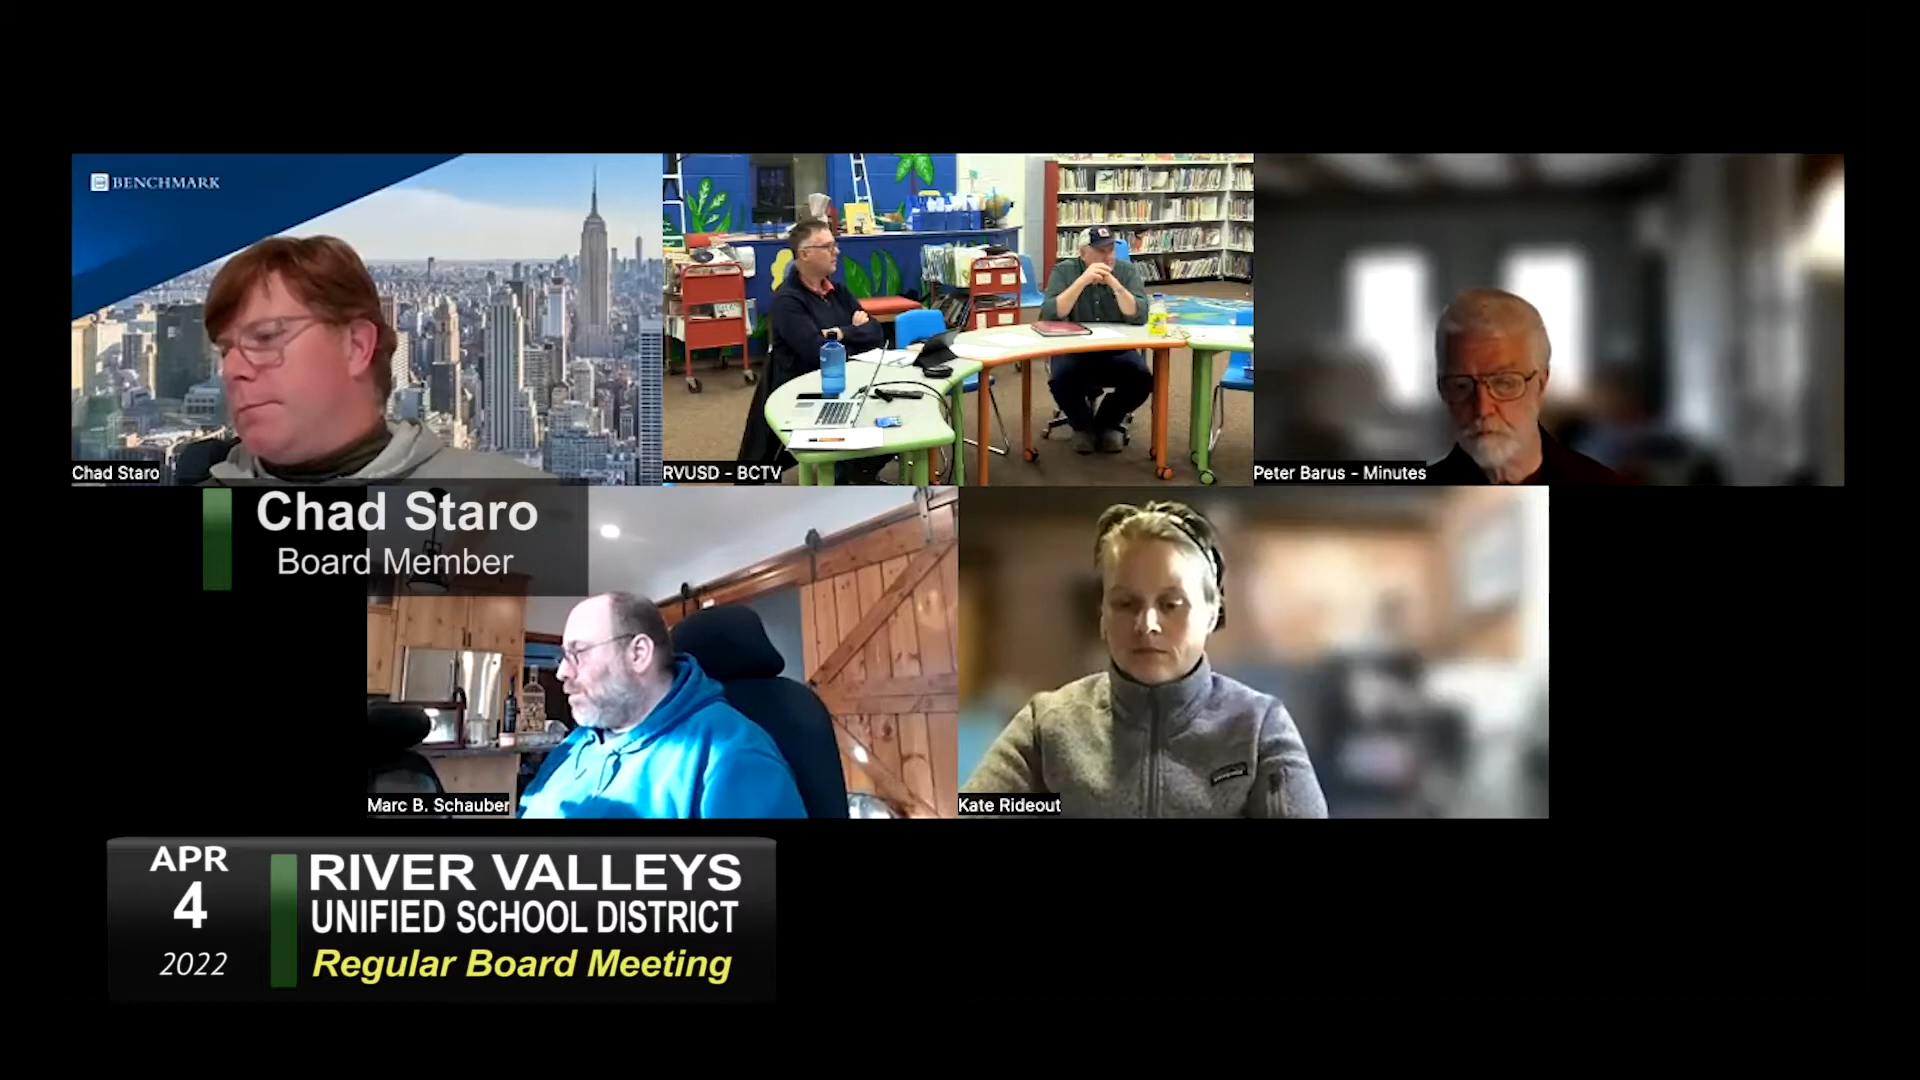 BENCHMARK
Chad Staro
RVUSD - BCTV
Peter Barus - Minutes
Chad Staro
Board Member
Marc B. Schauber
Kate Rideout
APR
4
2022
RIVER VALLEYS
UNIFIED SCHOOL DISTRICT
Regular Board Meeting